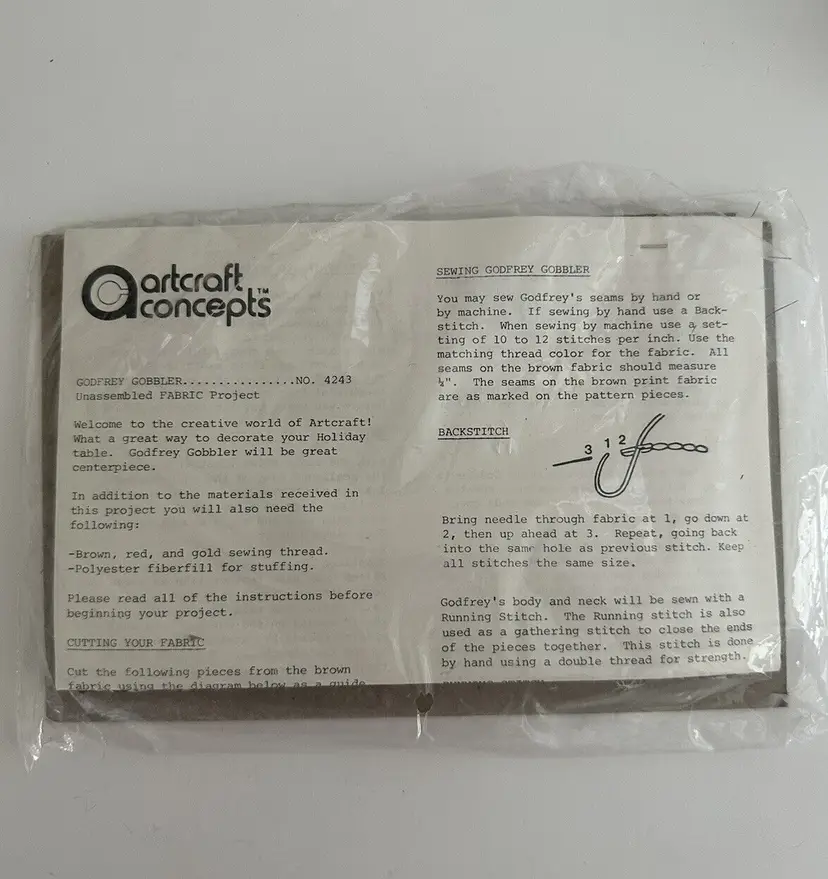 artcraft
concepts™
GODFREY GOBBLER................NO. 4243
Unassembled FABRIC Project
Welcome to the creative world of Artcraft!
What a great way to decorate your Holiday
table. Godfrey Gobbler will be great
centerpiece.
In addition to the materials received in
this project you will also need the
following:
-Brown, red, and gold sewing thread.
-Polyester fiberfill for stuffing.
Please read all of the instructions before
beginning your project.
CUTTING YOUR FABRIC
Cut the following pieces from the brown
fabric using the diagram below as a guide
SEWING GODFREY GOBBLER
You may sew Godfrey's seams by hand or
by machine. If sewing by hand use a Back-
stitch. When sewing by machine use a set-
ting of 10 to 12 stitches per inch. Use the
matching thread color for the fabric. All
seams on the brown fabric should measure
¼". The seams on the brown print fabric
are as marked on the pattern pieces.
BACKSTITCH
3 1 2
Bring needle through fabric at 1, go down at
2, then up ahead at 3. Repeat, going back
into the same hole as previous stitch. Keep
all stitches the same size.
Godfrey's body and neck will be sewn with a
Running Stitch. The Running stitch is also
used as a gathering stitch to close the ends
of the pieces together. This stitch is done
by hand using a double thread for strength.